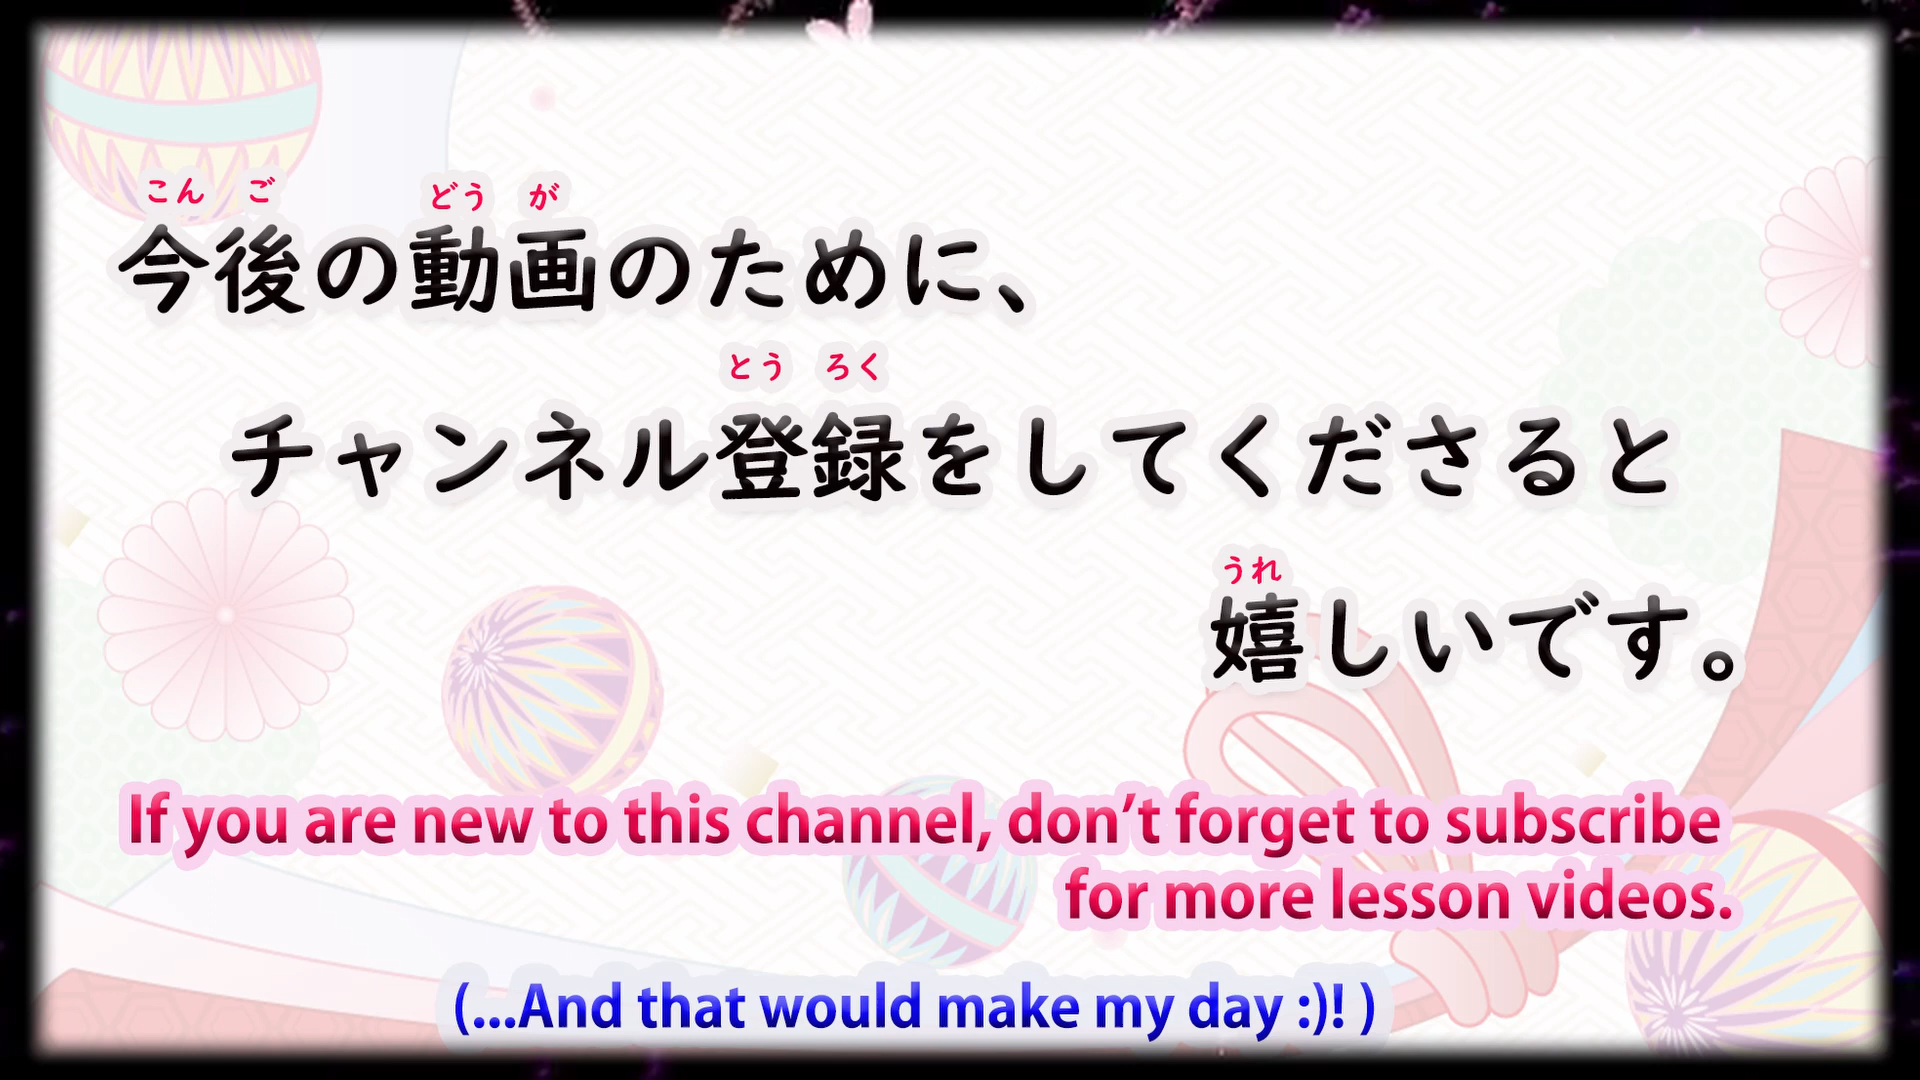 こん ご どう が
今後の動画のために、
とう ろく
チャンネル登録をしてくださると
うれ
嬉しいです。
If you are new to this channel, don’t forget to subscribe
for more lesson videos.
(...And that would make my day :)! )